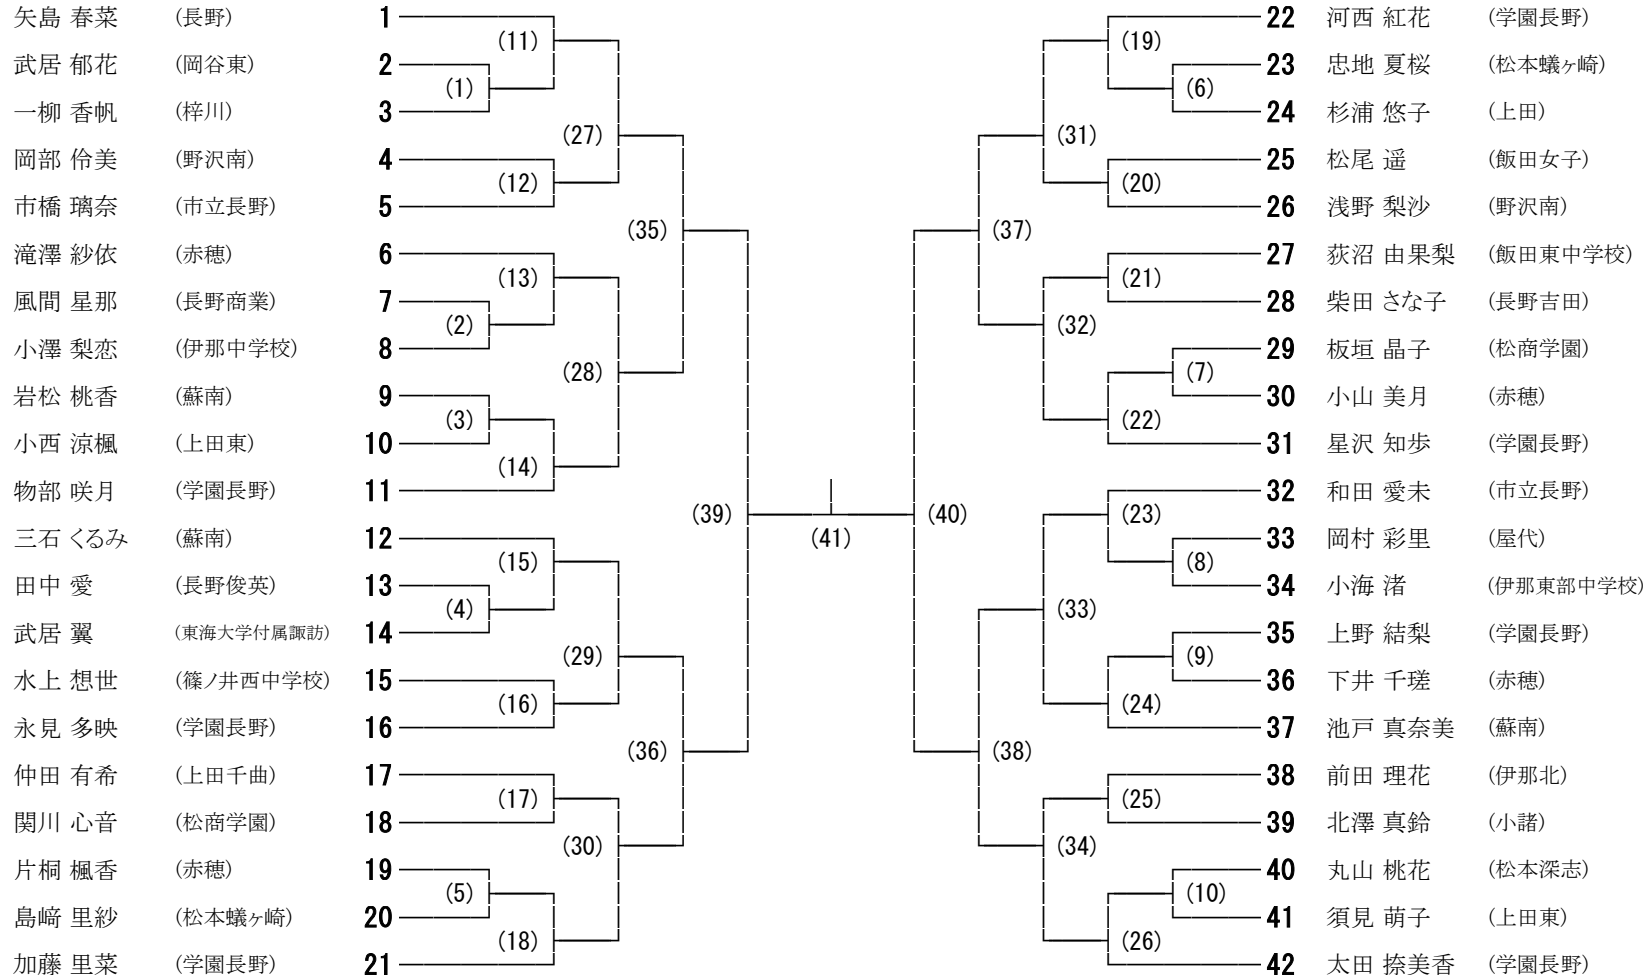 矢島 春菜 (長野) 1
武居 郁花 (岡谷東) 2
一柳 香帆 (梓川) 3
岡部 伶美 (野沢南) 4
市橋 璃奈 (市立長野) 5
滝澤 紗依 (赤穂) 6
風間 星那 (長野商業) 7
小澤 梨恋 (伊那中学校) 8
岩松 桃香 (蘇南) 9
小西 涼楓 (上田東) 10
物部 咲月 (学園長野) 11
三石 くるみ (蘇南) 12
田中 愛 (長野俊英) 13
武居 翼 (東海大学付属諏訪) 14
水上 想世 (篠ノ井西中学校) 15
永見 多映 (学園長野) 16
仲田 有希 (上田千曲) 17
関川 心音 (松商学園) 18
片桐 楓香 (赤穂) 19
島﨑 里紗 (松本蟻ヶ崎) 20
加藤 里菜 (学園長野) 21
(1)
(2)
(3)
(4)
(5)
(11)
(12)
(13)
(14)
(15)
(16)
(17)
(18)
(27)
(28)
(29)
(30)
(35)
(36)
(39)
(41)
(40)
(37)
(38)
(31)
(32)
(33)
(34)
(19)
(20)
(21)
(22)
(23)
(24)
(25)
(26)
(6)
(7)
(8)
(9)
(10)
22 河西 紅花 (学園長野)
23 忠地 夏桜 (松本蟻ヶ崎)
24 杉浦 悠子 (上田)
25 松尾 遥 (飯田女子)
26 浅野 梨沙 (野沢南)
27 荻沼 由果梨 (飯田東中学校)
28 柴田 さな子 (長野吉田)
29 板垣 晶子 (松商学園)
30 小山 美月 (赤穂)
31 星沢 知歩 (学園長野)
32 和田 愛未 (市立長野)
33 岡村 彩里 (屋代)
34 小海 渚 (伊那東部中学校)
35 上野 結梨 (学園長野)
36 下井 千瑳 (赤穂)
37 池戸 真奈美 (蘇南)
38 前田 理花 (伊那北)
39 北澤 真鈴 (小諸)
40 丸山 桃花 (松本深志)
41 須見 萌子 (上田東)
42 太田 捺美香 (学園長野)